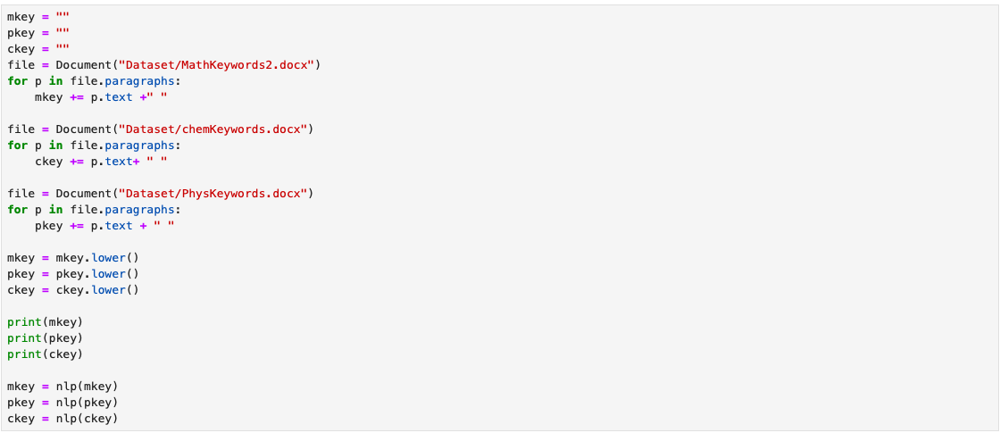 mkey = ""
pkey = ""
ckey = ""
file = Document("Dataset/MathKeywords2.docx")
for p in file.paragraphs:
    mkey += p.text +" "

file = Document("Dataset/chemKeywords.docx")
for p in file.paragraphs:
    ckey += p.text+ " "

file = Document("Dataset/PhysKeywords.docx")
for p in file.paragraphs:
    pkey += p.text + " "

mkey = mkey.lower()
pkey = pkey.lower()
ckey = ckey.lower()

print(mkey)
print(pkey)
print(ckey)

mkey = nlp(mkey)
pkey = nlp(pkey)
ckey = nlp(ckey)